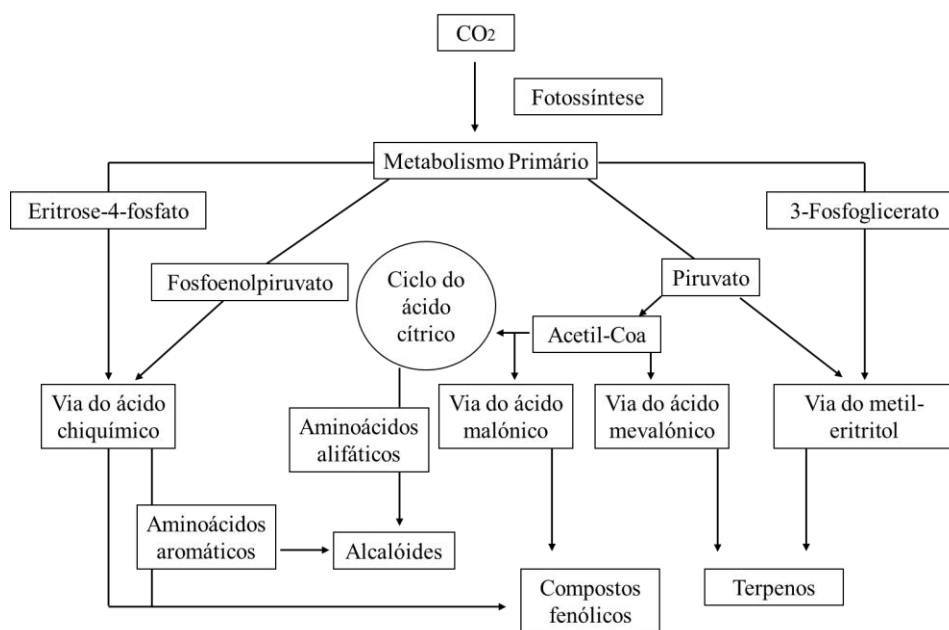 CO2
Fotossíntese
Metabolismo Primário
Eritrose-4-fosfato
3-Fosfoglicerato
Fosfoenolpiruvato
Ciclo do
ácido
cítrico
Piruvato
Acetil-Coa
Via do ácido
chiquímico
Aminoácidos
alifáticos
Via do ácido
malónico
Via do ácido
mevalónico
Via do metil-
eritritol
Aminoácidos
aromáticos
Alcalóides
Compostos
fenólicos
Terpenos